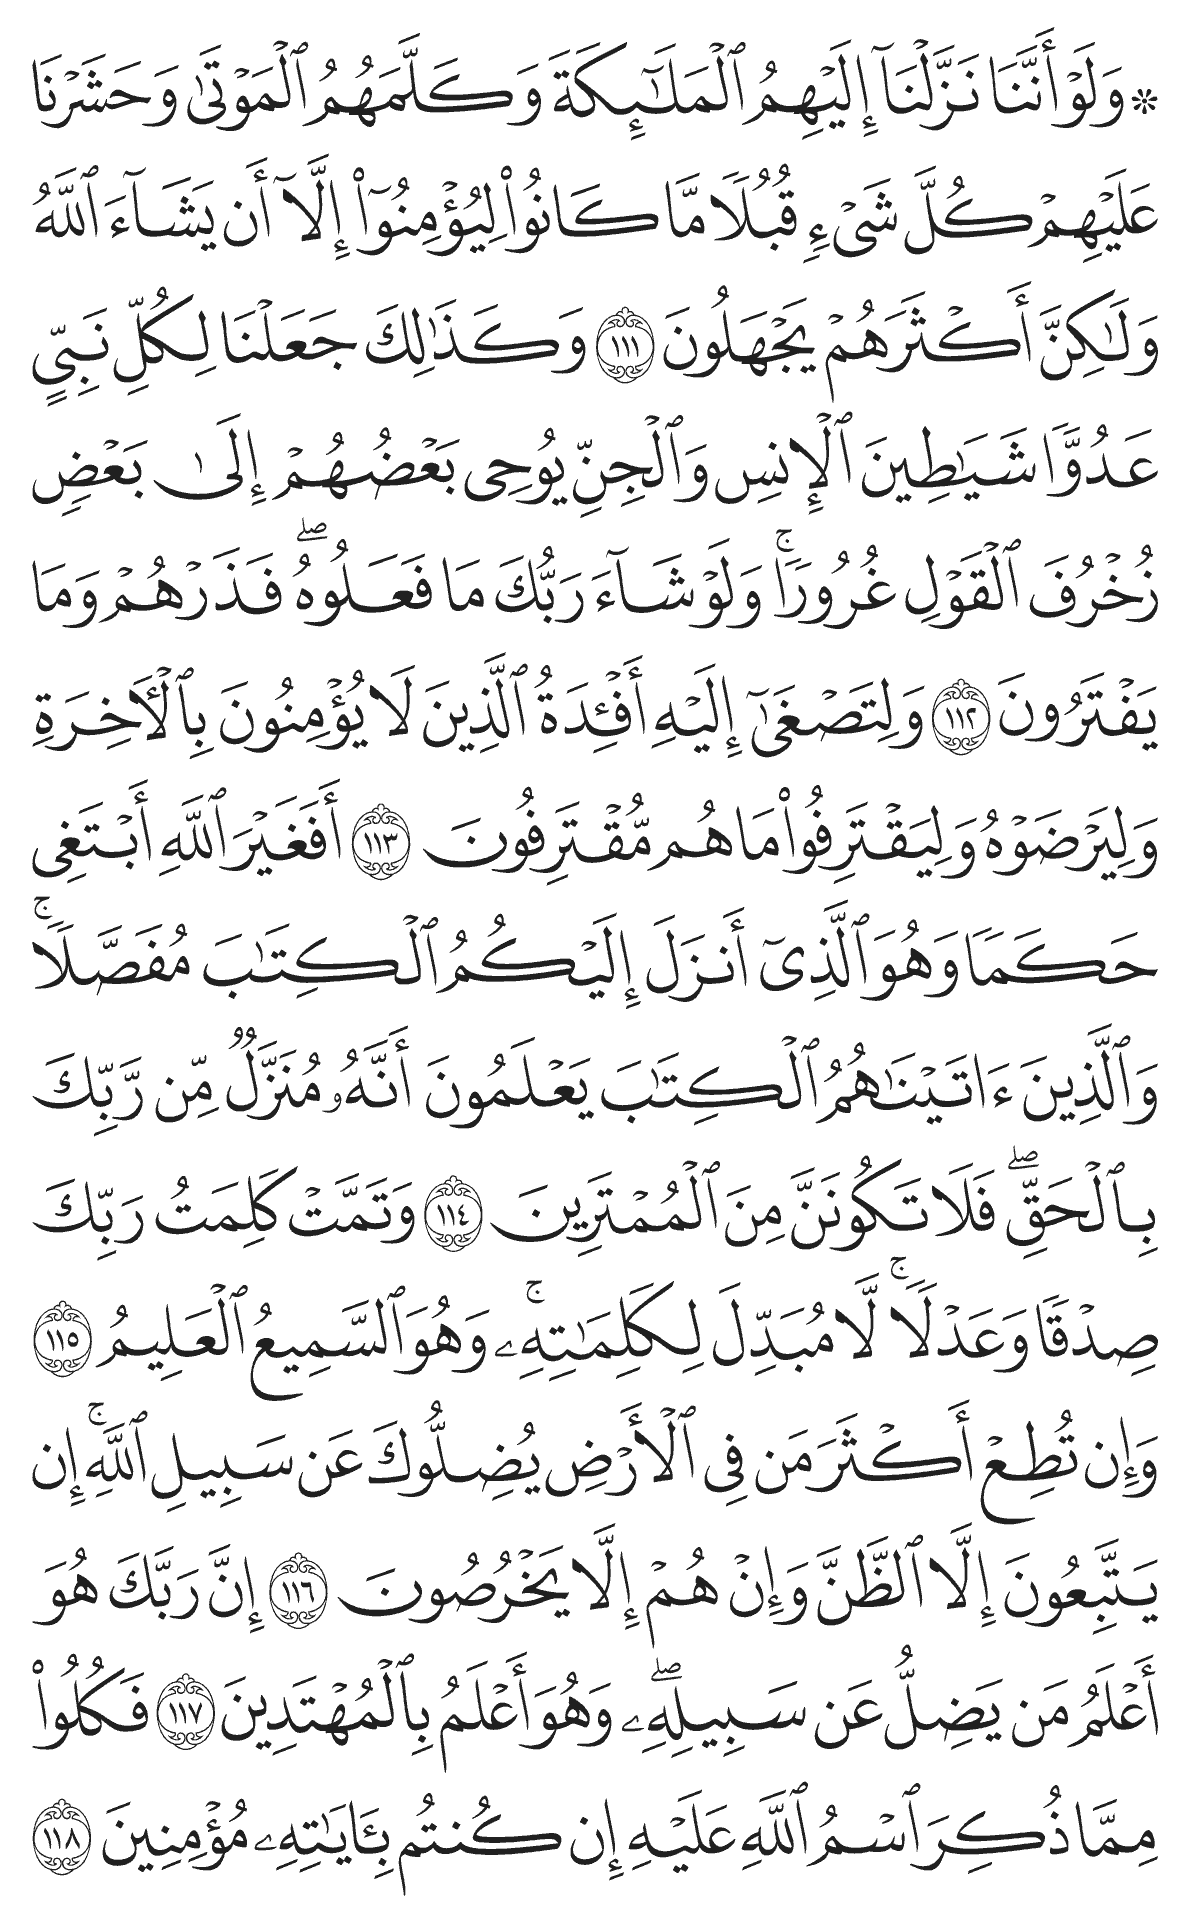 ۞ وَلَوۡ أَنَّنَا نَزَّلۡنَآ إِلَيۡهِمُ ٱلۡمَلَٰٓئِكَةَ وَكَلَّمَهُمُ ٱلۡمَوۡتَىٰ وَحَشَرۡنَا
عَلَيۡهِمۡ كُلَّ شَيۡءٖ قُبُلٗا مَّا كَانُواْ لِيُؤۡمِنُوٓاْ إِلَّآ أَن يَشَآءَ ٱللَّهُ
وَلَٰكِنَّ أَكۡثَرَهُمۡ يَجۡهَلُونَ ١١١ وَكَذَٰلِكَ جَعَلۡنَا لِكُلِّ نَبِيٍّ
عَدُوّٗا شَيَٰطِينَ ٱلۡإِنسِ وَٱلۡجِنِّ يُوحِي بَعۡضُهُمۡ إِلَىٰ بَعۡضٖ
زُخۡرُفَ ٱلۡقَوۡلِ غُرُورٗاۚ وَلَوۡ شَآءَ رَبُّكَ مَا فَعَلُوهُۖ فَذَرۡهُمۡ وَمَا
يَفۡتَرُونَ ١١٢ وَلِتَصۡغَىٰٓ إِلَيۡهِ أَفۡـِٔدَةُ ٱلَّذِينَ لَا يُؤۡمِنُونَ بِٱلۡأٓخِرَةِ
وَلِيَرۡضَوۡهُ وَلِيَقۡتَرِفُواْ مَا هُم مُّقۡتَرِفُونَ ١١٣ أَفَغَيۡرَ ٱللَّهِ أَبۡتَغِي
حَكَمٗا وَهُوَ ٱلَّذِيٓ أَنزَلَ إِلَيۡكُمُ ٱلۡكِتَٰبَ مُفَصَّلٗاۚ
وَٱلَّذِينَ ءَاتَيۡنَٰهُمُ ٱلۡكِتَٰبَ يَعۡلَمُونَ أَنَّهُۥ مُنَزَّلٞ مِّن رَّبِّكَ
بِٱلۡحَقِّۖ فَلَا تَكُونَنَّ مِنَ ٱلۡمُمۡتَرِينَ ١١٤ وَتَمَّتۡ كَلِمَتُ رَبِّكَ
صِدۡقٗا وَعَدۡلٗاۚ لَّا مُبَدِّلَ لِكَلِمَٰتِهِۦۚ وَهُوَ ٱلسَّمِيعُ ٱلۡعَلِيمُ ١١٥
وَإِن تُطِعۡ أَكۡثَرَ مَن فِي ٱلۡأَرۡضِ يُضِلُّوكَ عَن سَبِيلِ ٱللَّهِۚ إِن
يَتَّبِعُونَ إِلَّا ٱلظَّنَّ وَإِنۡ هُمۡ إِلَّا يَخۡرُصُونَ ١١٦ إِنَّ رَبَّكَ هُوَ
أَعۡلَمُ مَن يَضِلُّ عَن سَبِيلِهِۦۖ وَهُوَ أَعۡلَمُ بِٱلۡمُهۡتَدِينَ ١١٧ فَكُلُواْ
مِمَّا ذُكِرَ ٱسۡمُ ٱللَّهِ عَلَيۡهِ إِن كُنتُم بِـَٔايَٰتِهِۦ مُؤۡمِنِينَ ١١٨